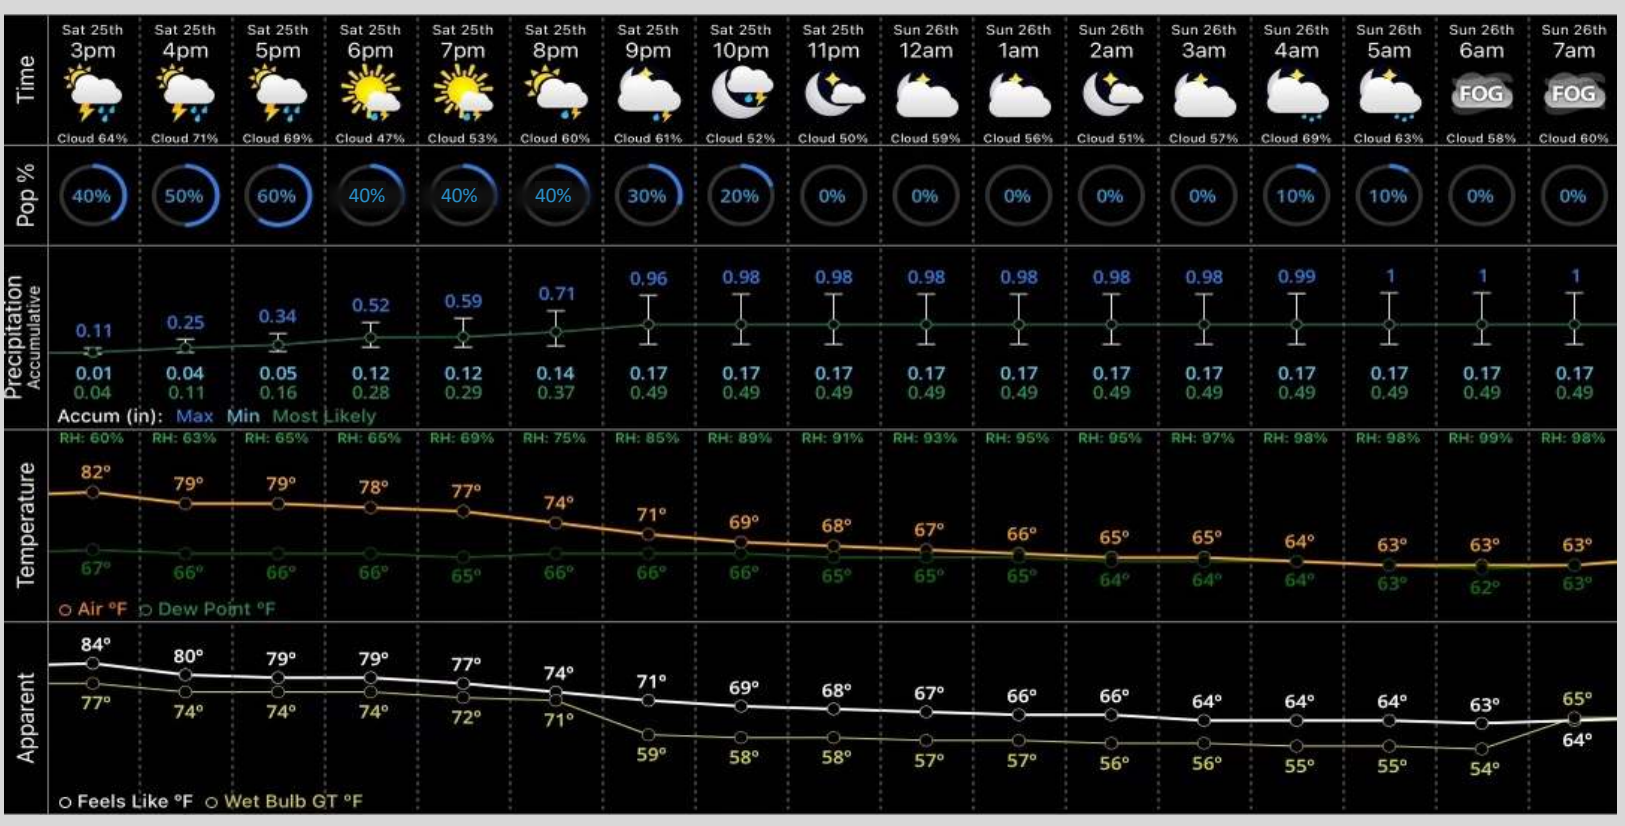 Time
Sat 25th Sat 25th Sat 25th Sat 25th Sat 25th Sat 25th Sat 25th Sat 25th Sat 25th Sun 26th Sun 26th Sun 26th Sun 26th Sun 26th Sun 26th Sun 26th Sun 26th
3pm 4pm 5pm 6pm 7pm 8pm 9pm 10pm 11pm 12am 1am 2am 3am 4am 5am 6am 7am
FOG FOG
Cloud 64% Cloud 71% Cloud 69% Cloud 47% Cloud 53% Cloud 60% Cloud 61% Cloud 52% Cloud 50% Cloud 59% Cloud 56% Cloud 51% Cloud 57% Cloud 69% Cloud 63% Cloud 58% Cloud 60%
Pop %
40% 50% 60% 40% 40% 40% 30% 20% 0% 0% 0% 0% 0% 10% 10% 0% 0%
Precipitation
Accumulative
0.11 0.25 0.34 0.52 0.59 0.71 0.96 0.98 0.98 0.98 0.98 0.98 0.98 0.99 1 1 1
0.01 0.04 0.05 0.12 0.12 0.14 0.17 0.17 0.17 0.17 0.17 0.17 0.17 0.17 0.17 0.17 0.17
0.04 0.11 0.16 0.28 0.29 0.37 0.49 0.49 0.49 0.49 0.49 0.49 0.49 0.49 0.49 0.49 0.49
Accum (in): Max Min Most Likely
Temperature
RH: 60% RH: 63% RH: 65% RH: 65% RH: 69% RH: 75% RH: 85% RH: 89% RH: 91% RH: 93% RH: 95% RH: 95% RH: 97% RH: 98% RH: 98% RH: 99% RH: 98%
82° 79° 79° 78° 77° 74° 71° 69° 68° 67° 66° 65° 65° 64° 63° 63° 63°
67° 66° 66° 66° 65° 66° 66° 66° 65° 65° 65° 64° 64° 64° 63° 62° 63°
Air °F Dew Point °F
Apparent
84° 80° 79° 79° 77° 74° 71° 69° 68° 67° 66° 66° 64° 64° 64° 63° 65°
77° 74° 74° 74° 72° 71° 59° 58° 58° 57° 57° 56° 56° 55° 55° 54° 64°
Feels Like °F Wet Bulb GT °F